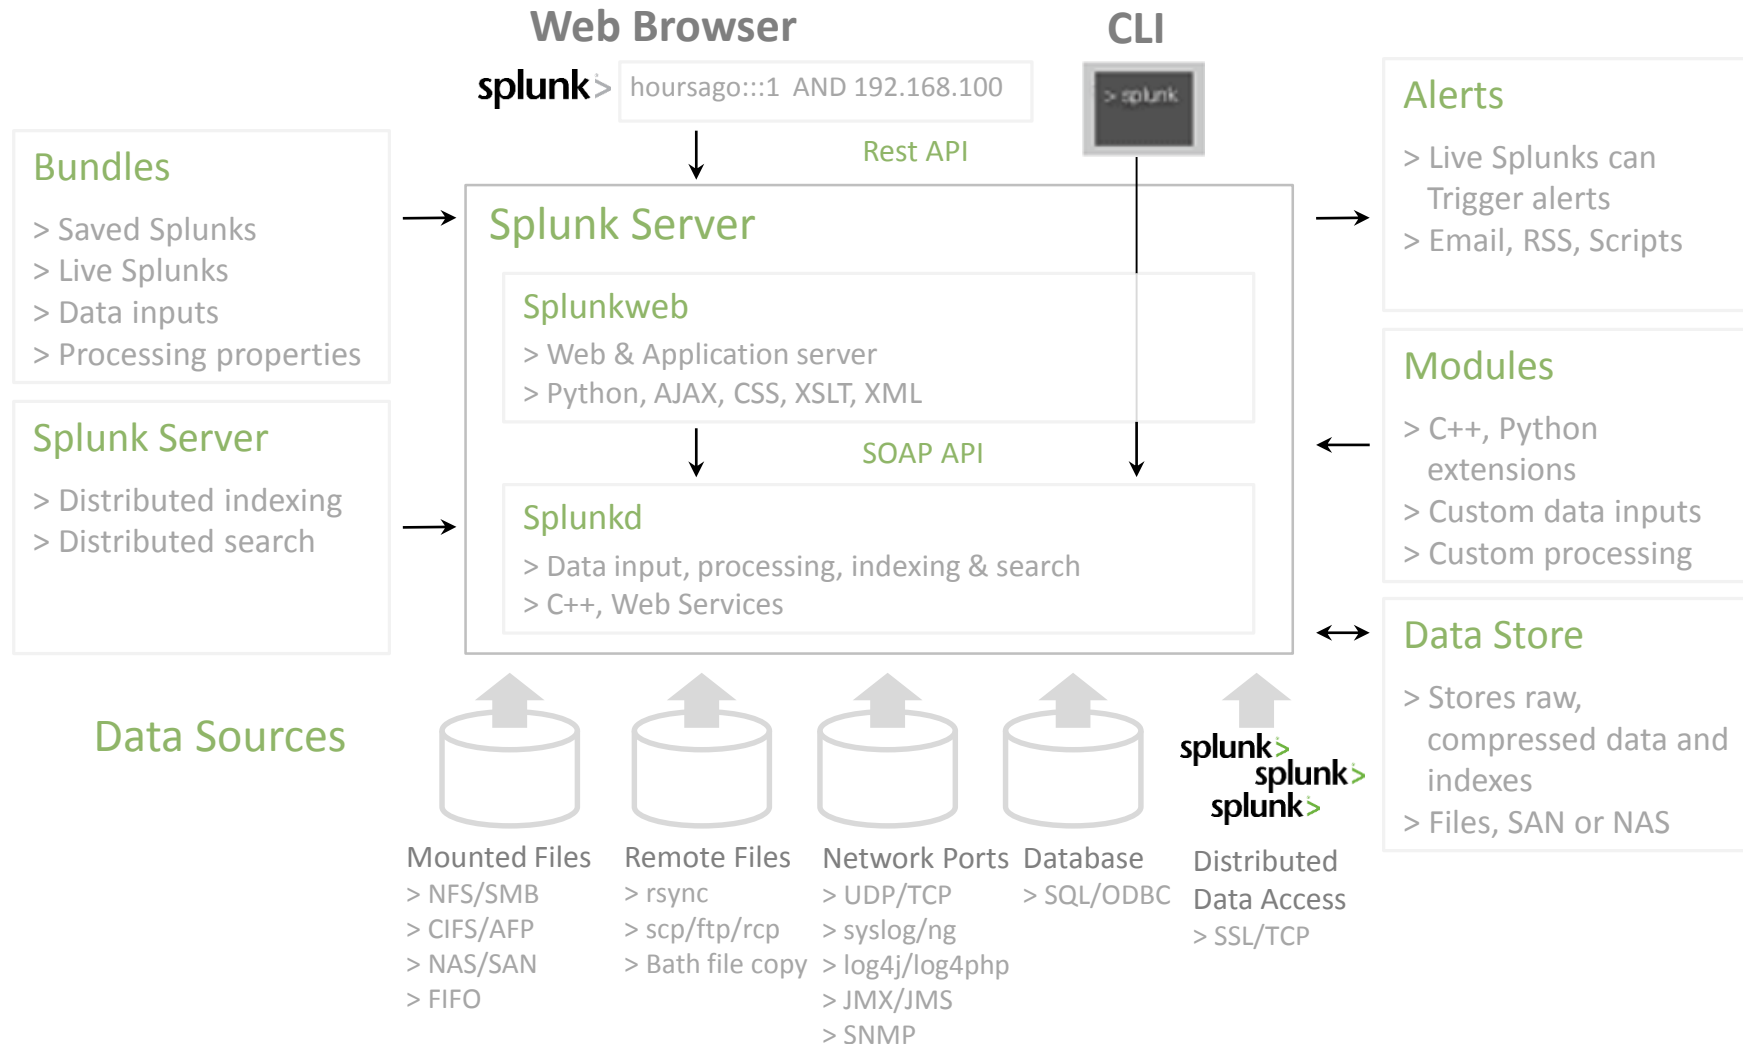 Web Browser
CLI
splunk>
hoursago:::1 AND 192.168.100
> splunk
Rest API
Bundles
> Saved Splunks
> Live Splunks
> Data inputs
> Processing properties
Splunk Server
> Distributed indexing
> Distributed search
Splunk Server
Splunkweb
> Web & Application server
> Python, AJAX, CSS, XSLT, XML
SOAP API
Splunkd
> Data input, processing, indexing & search
> C++, Web Services
Alerts
> Live Splunks can
Trigger alerts
> Email, RSS, Scripts
Modules
> C++, Python
extensions
> Custom data inputs
> Custom processing
Data Store
> Stores raw,
compressed data and
indexes
> Files, SAN or NAS
Data Sources
splunk>
splunk>
splunk>
Mounted Files
> NFS/SMB
> CIFS/AFP
> NAS/SAN
> FIFO
Remote Files
> rsync
> scp/ftp/rcp
> Bath file copy
Network Ports
> UDP/TCP
> syslog/ng
> log4j/log4php
> JMX/JMS
> SNMP
Database
> SQL/ODBC
Distributed
Data Access
> SSL/TCP